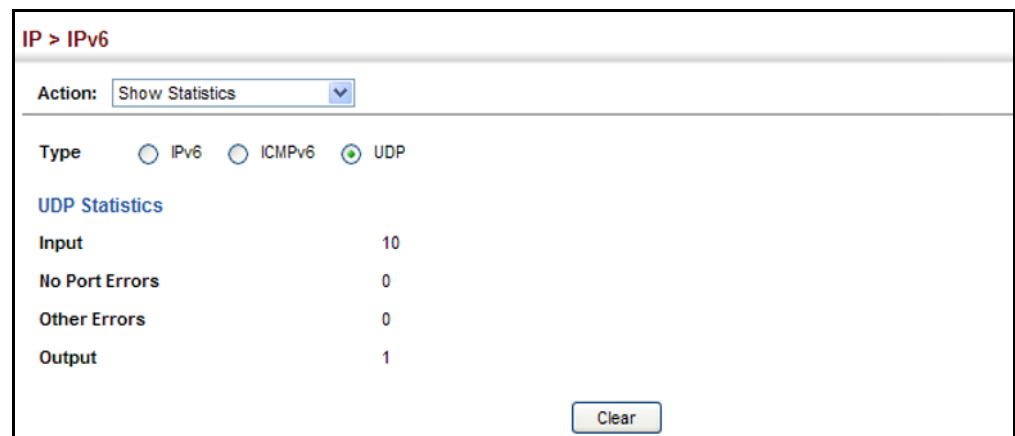 IP > IPv6
Action: Show Statistics
Type IPv6 ICMPv6 UDP
UDP Statistics
Input 10
No Port Errors 0
Other Errors 0
Output 1
Clear